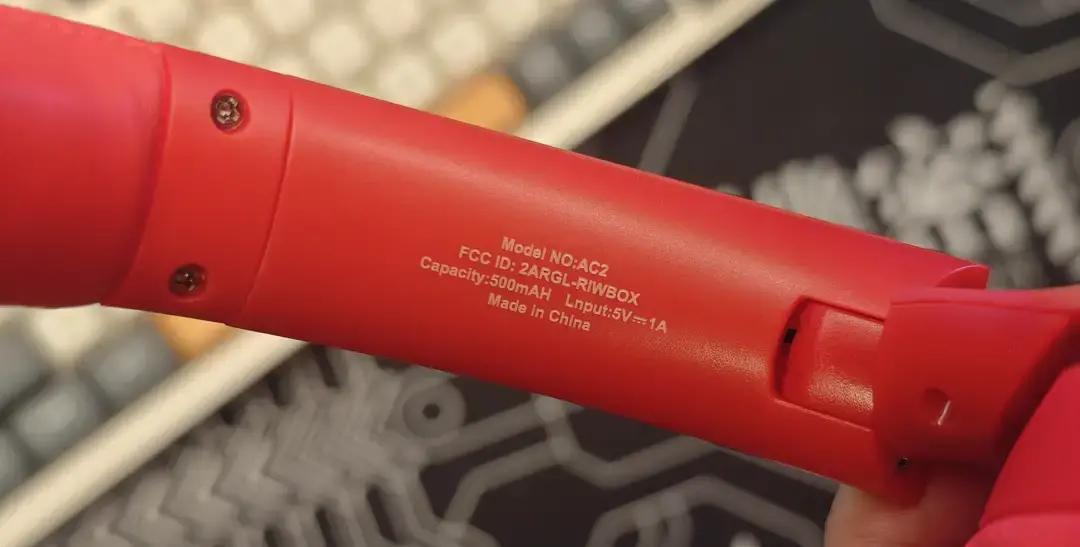 Model NO:AC2
FCC ID: 2ARGL-RIWBOX
Capacity:500mAH Lnput:5V⎓1A
Made in China